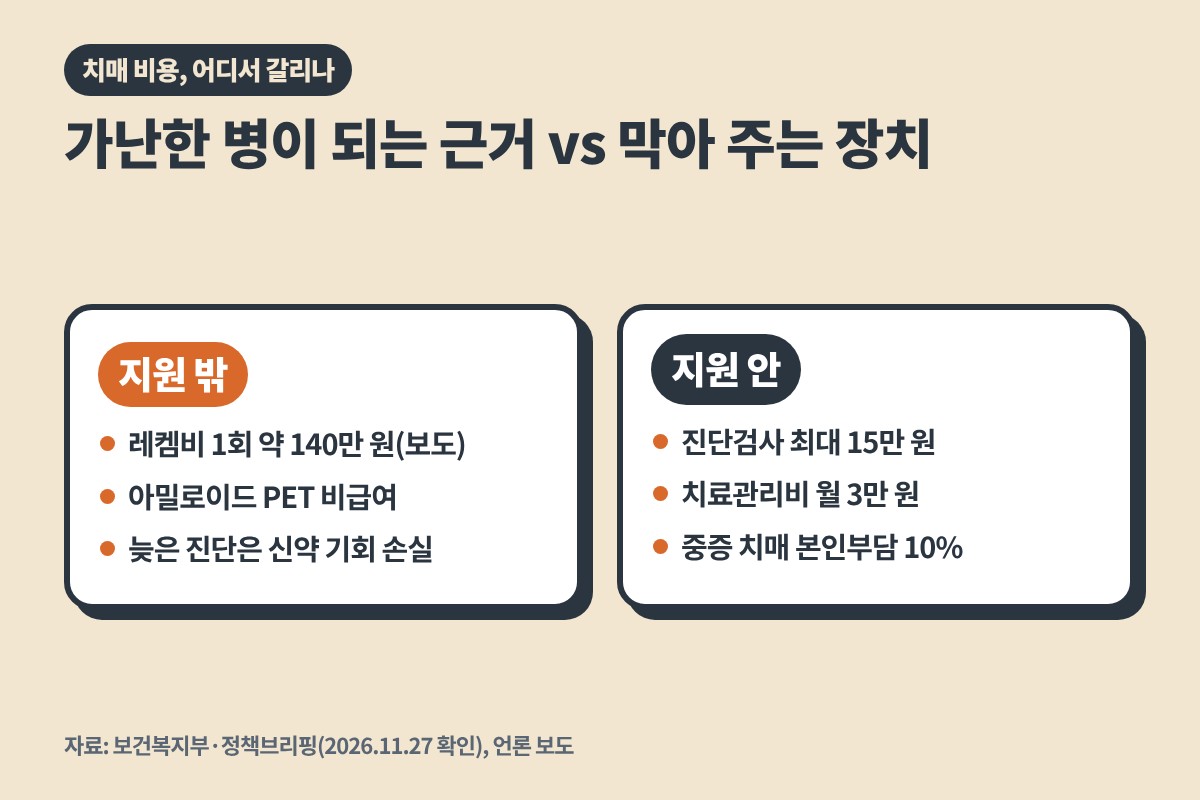 치매 비용, 어디서 갈리나
가난한 병이 되는 근거 vs 막아 주는 장치
지원 밖
레켐비 1회 약 140만 원(보도)
아밀로이드 PET 비급여
늦은 진단은 신약 기회 손실
지원 안
진단검사 최대 15만 원
치료관리비 월 3만 원
중증 치매 본인부담 10%
자료: 보건복지부·정책브리핑(2026.11.27 확인), 언론 보도